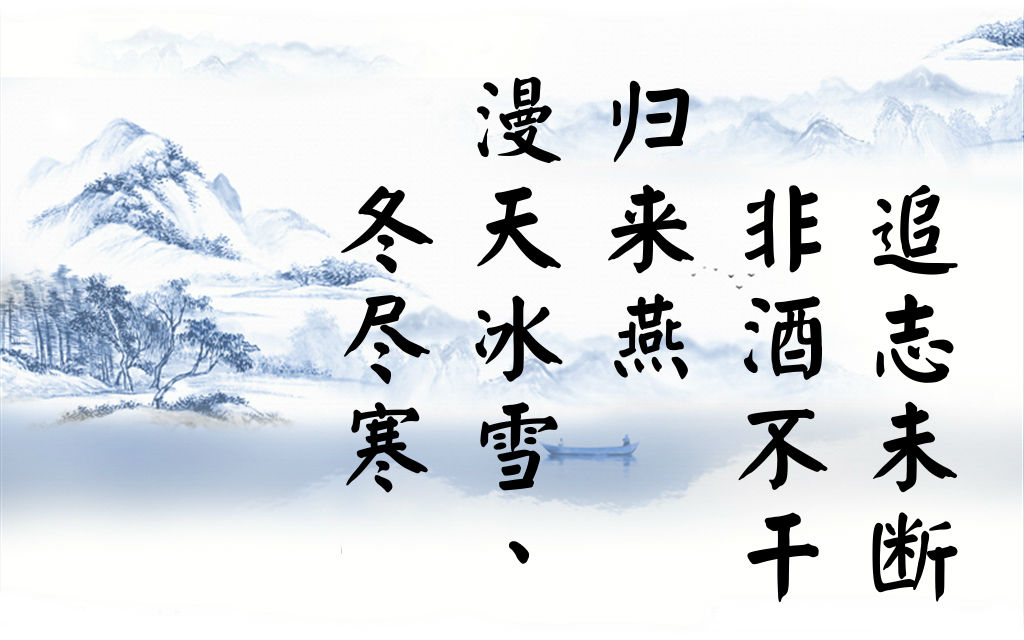 追志未断
非酒不干
归来燕
漫天冰雪、
冬尽寒